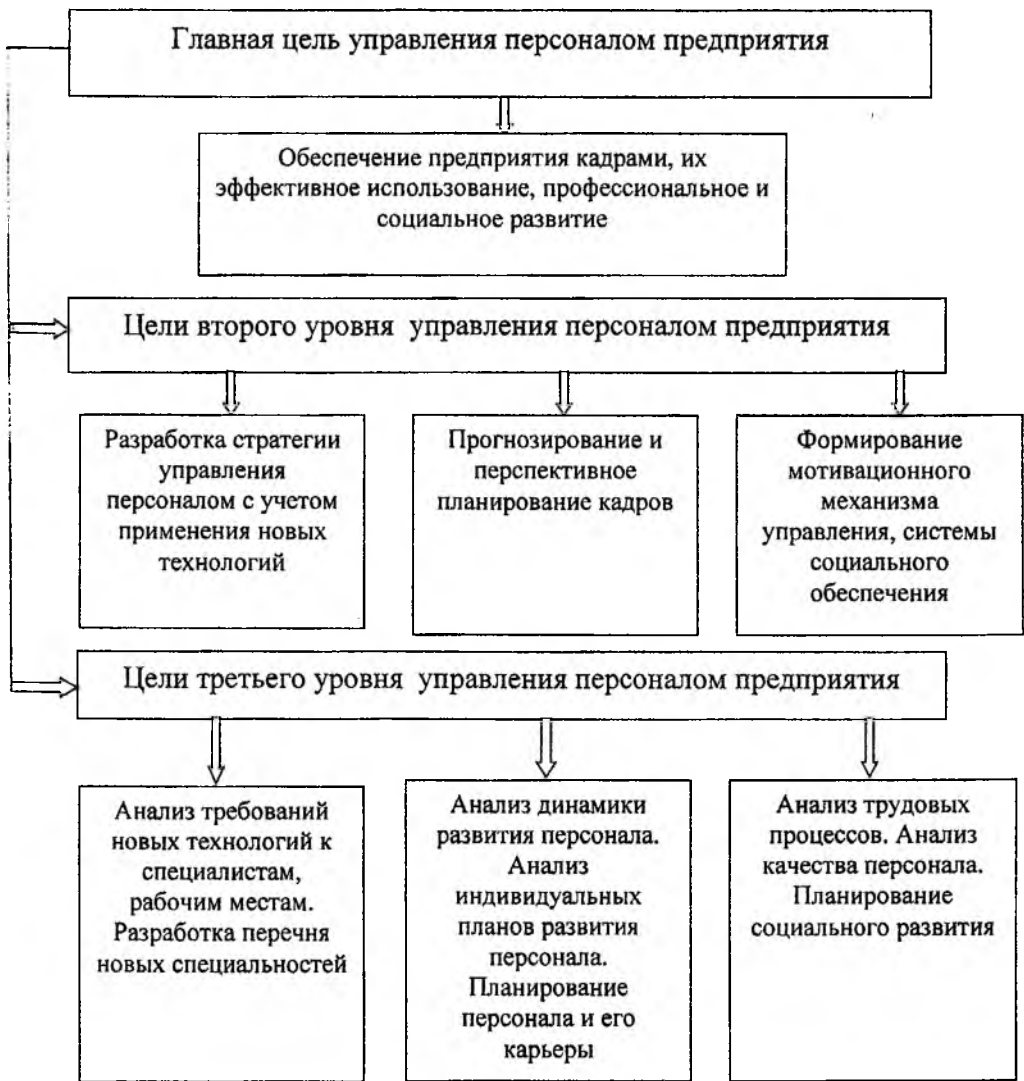 Главная цель управления персоналом предприятия
Обеспечение предприятия кадрами, их
эффективное использование, профессиональное и
социальное развитие
Цели второго уровня управления персоналом предприятия
Разработка стратегии
управления
персоналом с учетом
применения новых
технологий
Прогнозирование и
перспективное
планирование кадров
Формирование
мотивационного
механизма
управления, системы
социального
обеспечения
Цели третьего уровня управления персоналом предприятия
Анализ требований
новых технологий к
специалистам,
рабочим местам.
Разработка перечня
новых специальностей
Анализ динамики
развития персонала.
Анализ
индивидуальных
планов развития
персонала.
Планирование
персонала и его
карьеры
Анализ трудовых
процессов. Анализ
качества персонала.
Планирование
социального развития